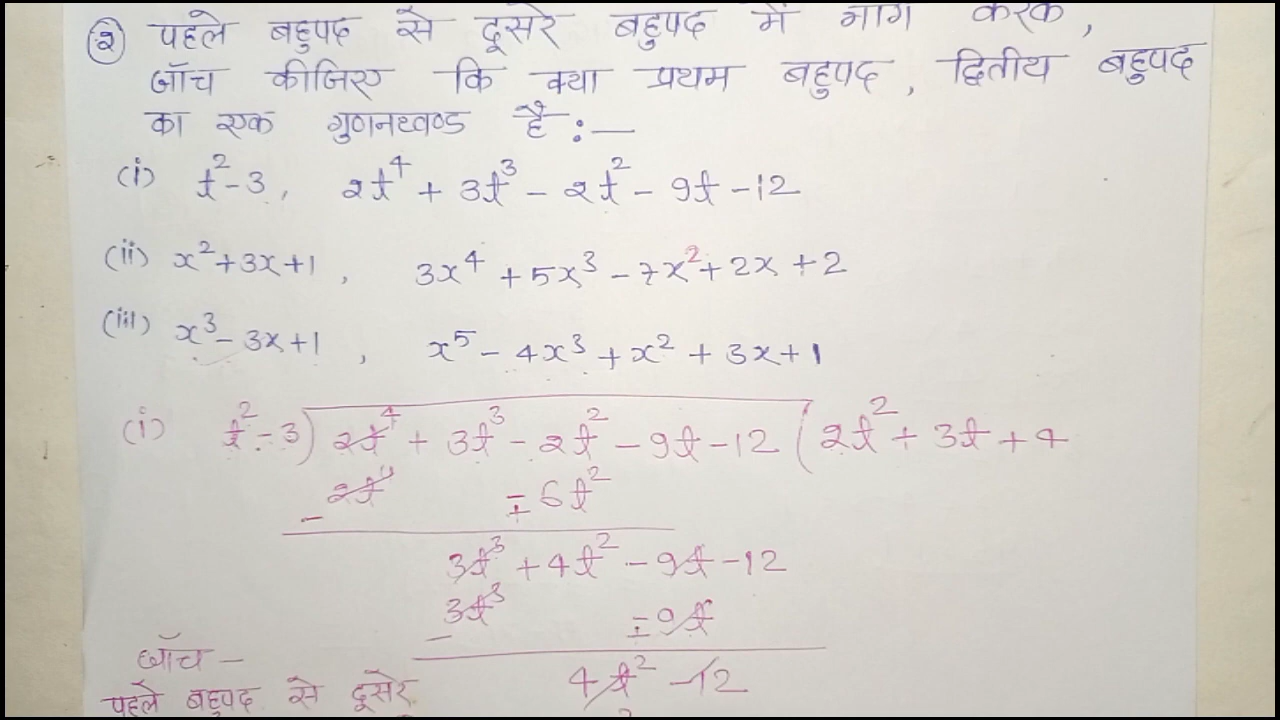 ② पहले बहुपद से दूसरे बहुपद में भाग करके,
जाँच कीजिए कि क्या प्रथम बहुपद, द्वितीय बहुपद
का एक गुणनखण्ड है :—
(i) t²-3, 2t⁴ + 3t³ - 2t² - 9t - 12
(ii) x²+3x+1, 3x⁴ + 5x³ - 7x² + 2x + 2
(iii) x³-3x+1, x⁵ - 4x³ + x² + 3x + 1
(i) t²-3) 2t⁴ + 3t³ - 2t² - 9t - 12 (2t² + 3t + 4
- 2t⁴ ∓ 6t²
3t³ + 4t² - 9t - 12
- 3t³ ∓ 9t
जाँच - 4t² - 12
पहले बहुपद से दूसरे